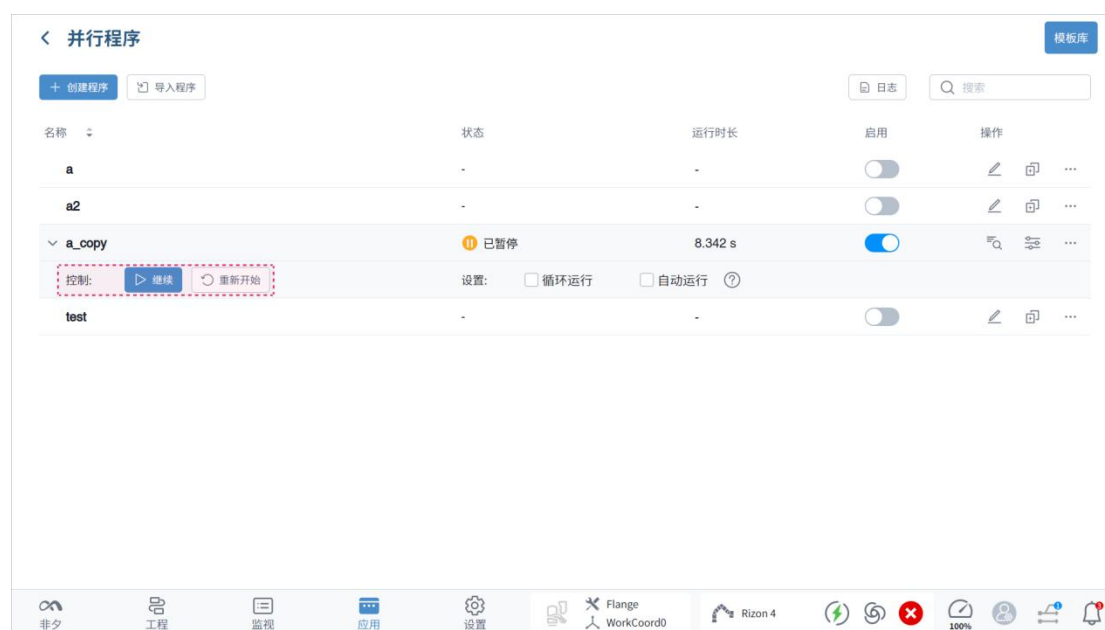 并行程序 模板库
创建程序 导入程序 日志 搜索
名称 状态 运行时长 启用 操作
a - -
a2 - -
a_copy 已暂停 8.342 s
控制: 继续 重新开始 设置: 循环运行 自动运行 ?
test - -
Flange
Rizon 4
WorkCoord0
100%
非夕 工程 监视 应用 设置